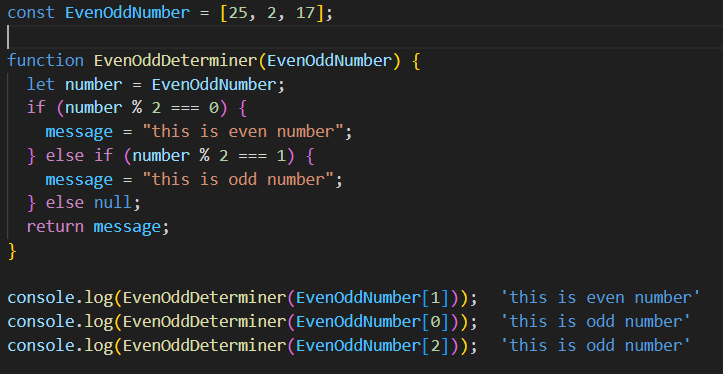 const EvenOddNumber = [25, 2, 17];
function EvenOddDeterminer(EvenOddNumber) {
  let number = EvenOddNumber;
  if (number % 2 === 0) {
    message = "this is even number";
  } else if (number % 2 === 1) {
    message = "this is odd number";
  } else null;
  return message;
}
console.log(EvenOddDeterminer(EvenOddNumber[1]));  'this is even number'
console.log(EvenOddDeterminer(EvenOddNumber[0]));  'this is odd number'
console.log(EvenOddDeterminer(EvenOddNumber[2]));  'this is odd number'